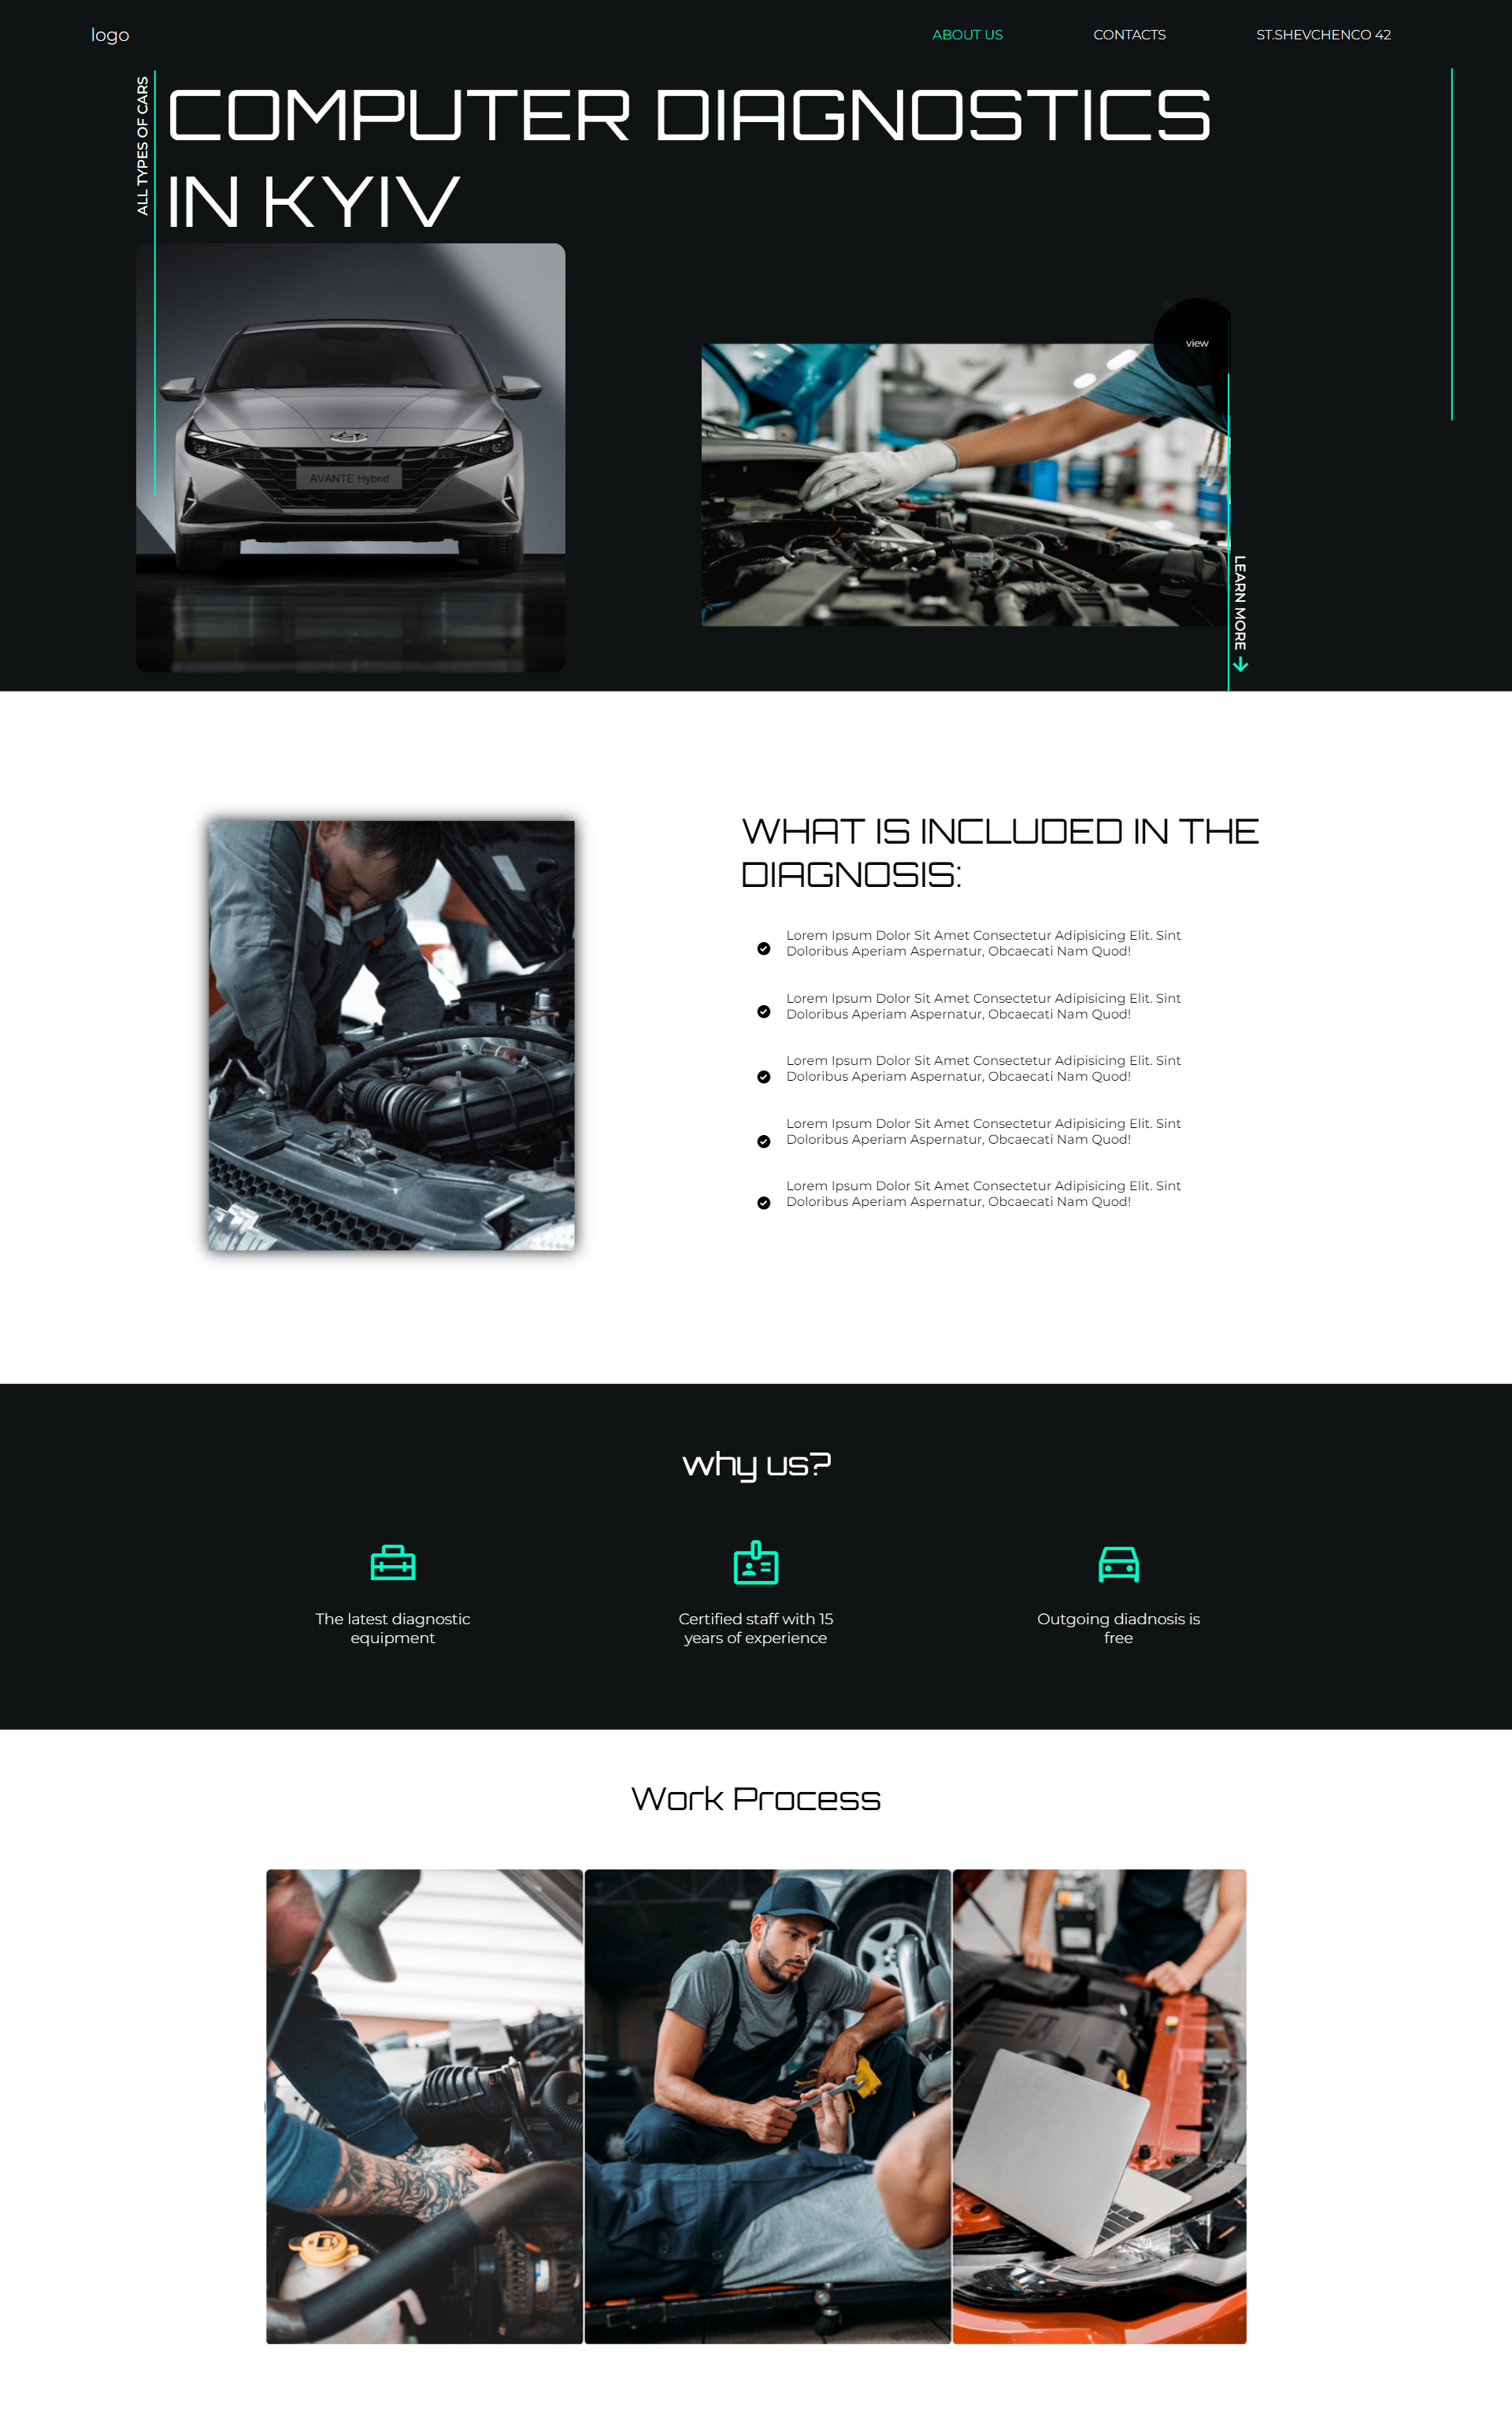 logo
ABOUT US
CONTACTS
ST.SHEVCHENCO 42
ALL TYPES OF CARS
COMPUTER DIAGNOSTICS
IN KYIV
AVANTE Hybrid
view
LEARN MORE
WHAT IS INCLUDED IN THE
DIAGNOSIS:
Lorem Ipsum Dolor Sit Amet Consectetur Adipisicing Elit. Sint
Doloribus Aperiam Aspernatur, Obcaecati Nam Quod!
Lorem Ipsum Dolor Sit Amet Consectetur Adipisicing Elit. Sint
Doloribus Aperiam Aspernatur, Obcaecati Nam Quod!
Lorem Ipsum Dolor Sit Amet Consectetur Adipisicing Elit. Sint
Doloribus Aperiam Aspernatur, Obcaecati Nam Quod!
Lorem Ipsum Dolor Sit Amet Consectetur Adipisicing Elit. Sint
Doloribus Aperiam Aspernatur, Obcaecati Nam Quod!
Lorem Ipsum Dolor Sit Amet Consectetur Adipisicing Elit. Sint
Doloribus Aperiam Aspernatur, Obcaecati Nam Quod!
why us?
The latest diagnostic
equipment
Certified staff with 15
years of experience
Outgoing diadnosis is
free
Work Process